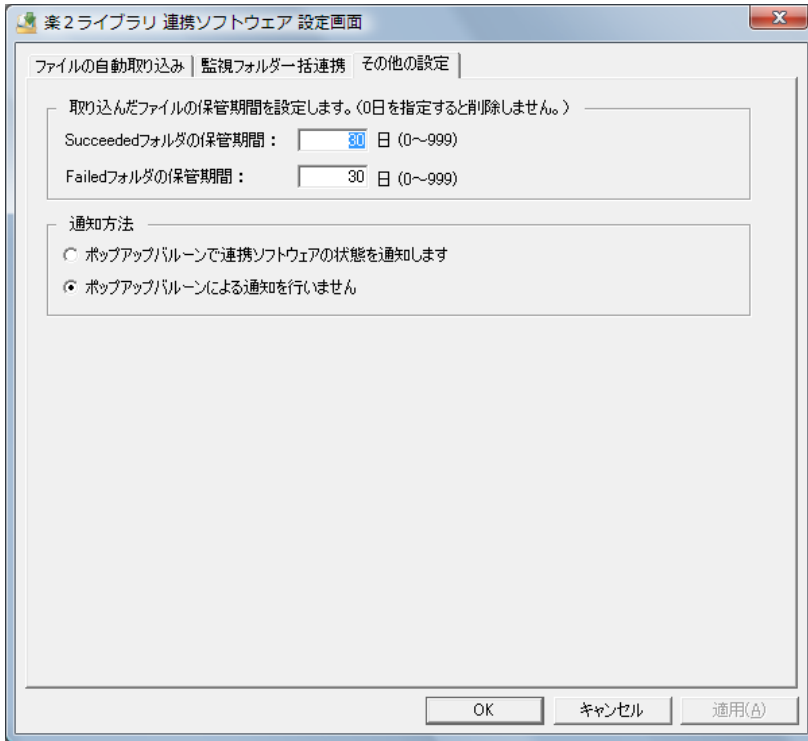 楽2ライブラリ 連携ソフトウェア 設定画面
ファイルの自動取り込み 監視フォルダ一括連携 その他の設定
取り込んだファイルの保管期間を設定します。(0日を指定すると削除しません。)
Succeededフォルダの保管期間： 30 日 (0～999)
Failedフォルダの保管期間： 30 日 (0～999)
通知方法
ポップアップバルーンで連携ソフトウェアの状態を通知します
ポップアップバルーンによる通知を行いません
OK キャンセル 適用(A)